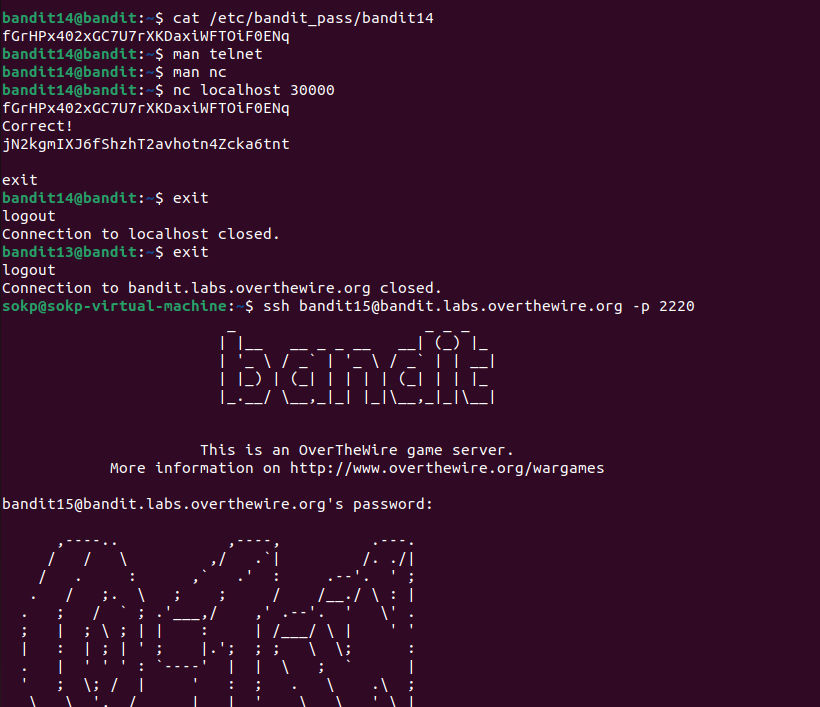 bandit14@bandit:~$ cat /etc/bandit_pass/bandit14
fGrHPx402xGC7U7rXKDaxiWFTOiF0ENq
bandit14@bandit:~$ man telnet
bandit14@bandit:~$ man nc
bandit14@bandit:~$ nc localhost 30000
fGrHPx402xGC7U7rXKDaxiWFTOiF0ENq
Correct!
jN2kgmIXJ6fShzhT2avhotn4Zcka6tnt
exit
bandit14@bandit:~$ exit
logout
Connection to localhost closed.
bandit13@bandit:~$ exit
logout
Connection to bandit.labs.overthewire.org closed.
sokp@sokp-virtual-machine:~$ ssh bandit15@bandit.labs.overthewire.org -p 2220
bandit
This is an OverTheWire game server.
More information on http://www.overthewire.org/wargames
bandit15@bandit.labs.overthewire.org's password: